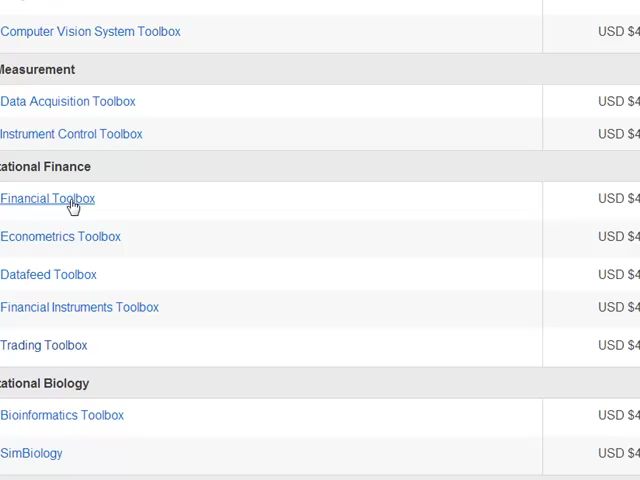 Computer Vision System Toolbox USD $4
Measurement
Data Acquisition Toolbox USD $4
Instrument Control Toolbox USD $4
tational Finance
Financial Toolbox USD $4
Econometrics Toolbox USD $4
Datafeed Toolbox USD $4
Financial Instruments Toolbox USD $4
Trading Toolbox USD $4
tational Biology
Bioinformatics Toolbox USD $4
SimBiology USD $4